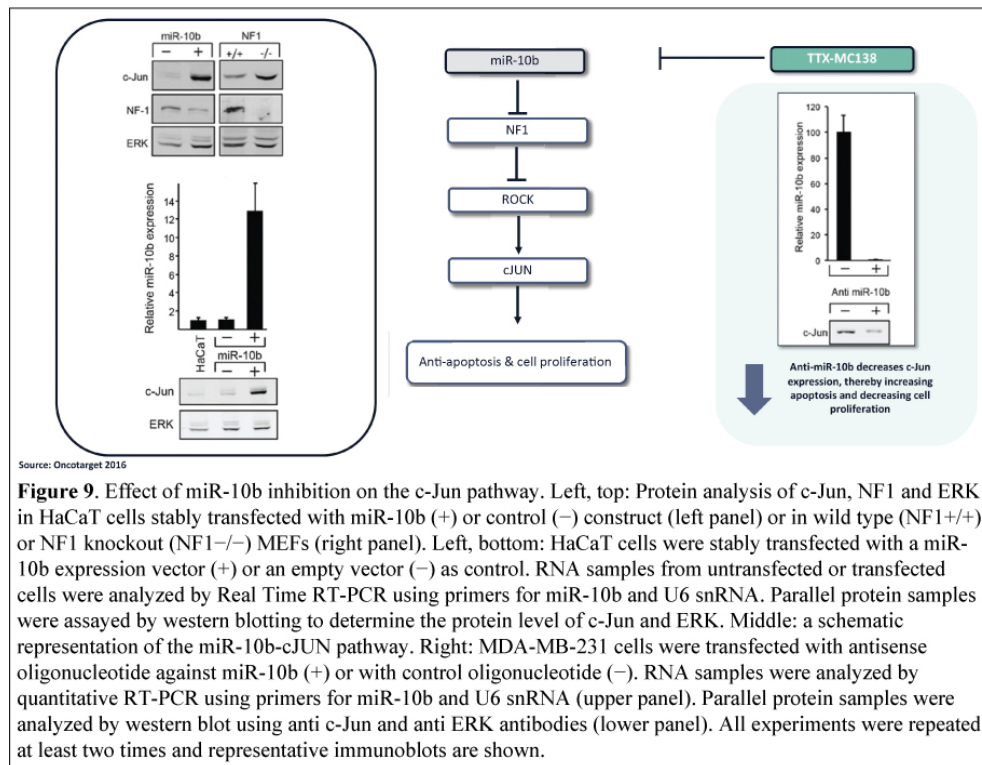 miR-10b
NF1
− +
+/+ -/-
c-Jun
NF-1
ERK
Relative miR-10b expression
14
12
10
8
6
4
2
HaCaT
− +
miR-10b
− +
c-Jun
ERK
miR-10b
NF1
ROCK
cJUN
Anti-apoptosis & cell proliferation
TTX-MC138
Relative miR-10b expression
120
100
80
60
40
20
0
− +
Anti miR-10b
− +
c-Jun
Anti-miR-10b decreases c-Jun
expression, thereby increasing
apoptosis and decreasing cell
proliferation
Source: Oncotarget 2016
Figure 9. Effect of miR-10b inhibition on the c-Jun pathway. Left, top: Protein analysis of c-Jun, NF1 and ERK
in HaCaT cells stably transfected with miR-10b (+) or control (−) construct (left panel) or in wild type (NF1+/+)
or NF1 knockout (NF1−/−) MEFs (right panel). Left, bottom: HaCaT cells were stably transfected with a miR-
10b expression vector (+) or an empty vector (−) as control. RNA samples from untransfected or transfected
cells were analyzed by Real Time RT-PCR using primers for miR-10b and U6 snRNA. Parallel protein samples
were assayed by western blotting to determine the protein level of c-Jun and ERK. Middle: a schematic
representation of the miR-10b-cJUN pathway. Right: MDA-MB-231 cells were transfected with antisense
oligonucleotide against miR-10b (+) or with control oligonucleotide (−). RNA samples were analyzed by
quantitative RT-PCR using primers for miR-10b and U6 snRNA (upper panel). Parallel protein samples were
analyzed by western blot using anti c-Jun and anti ERK antibodies (lower panel). All experiments were repeated
at least two times and representative immunoblots are shown.